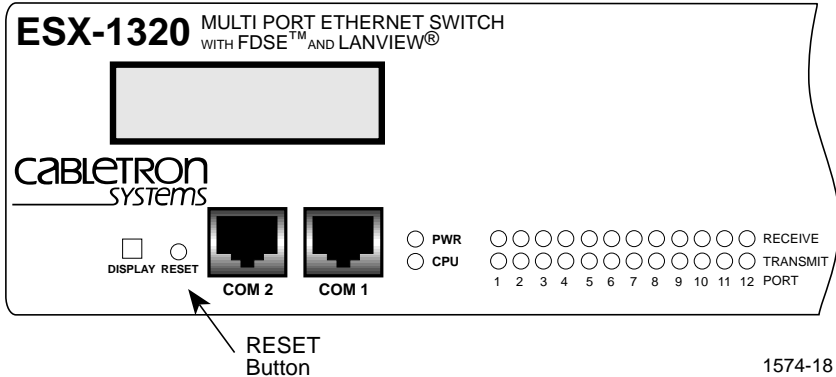 ESX-1320 MULTI PORT ETHERNET SWITCH
WITH FDSE™ AND LANVIEW®
CABLETRON
SYSTEMS
PWR RECEIVE
CPU TRANSMIT
DISPLAY RESET
1 2 3 4 5 6 7 8 9 10 11 12 PORT
COM 2 COM 1
RESET
Button
1574-18